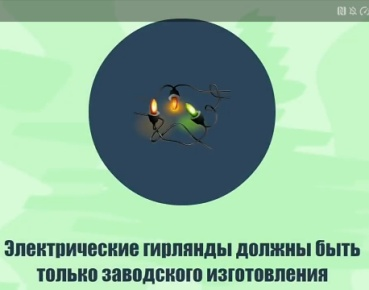 Электрические гирлянды должны быть
только заводского изготовления